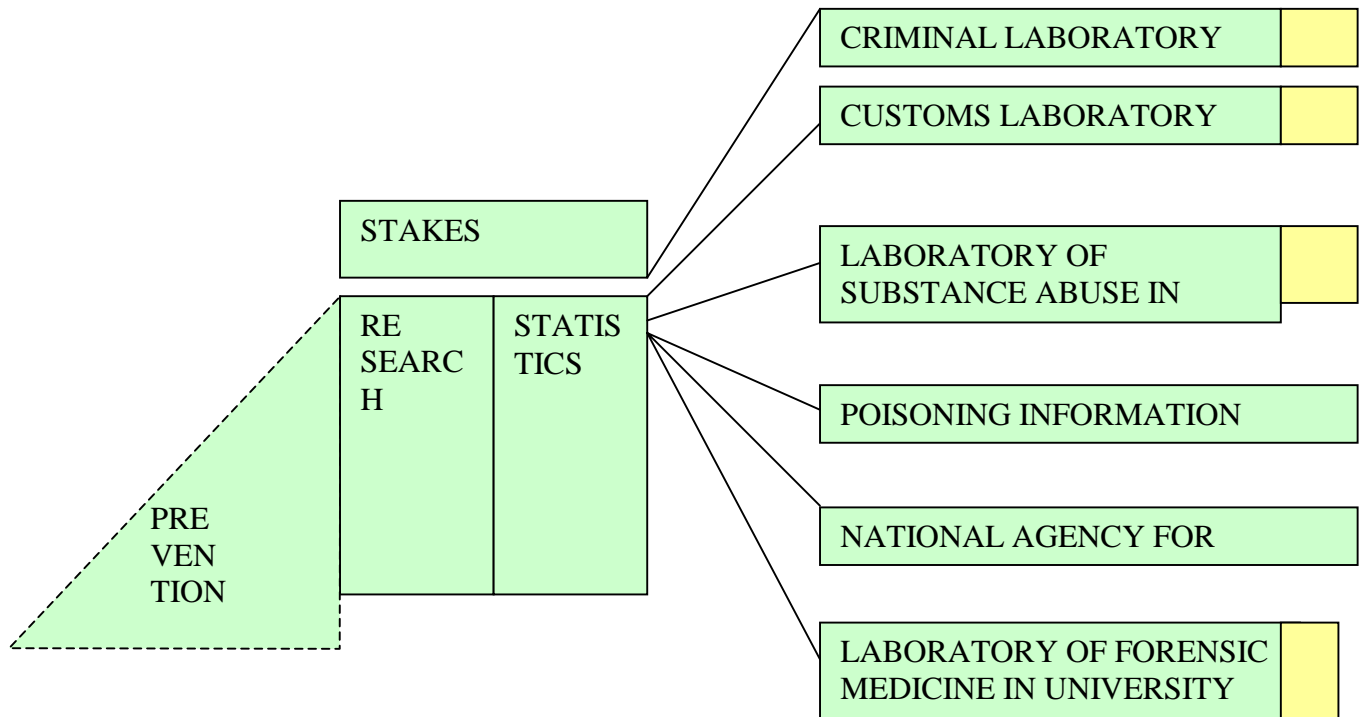 CRIMINAL LABORATORY
CUSTOMS LABORATORY
STAKES
LABORATORY OF
SUBSTANCE ABUSE IN
RE
SEARC
H
STATIS
TICS
POISONING INFORMATION
PRE
VEN
TION
NATIONAL AGENCY FOR
LABORATORY OF FORENSIC
MEDICINE IN UNIVERSITY